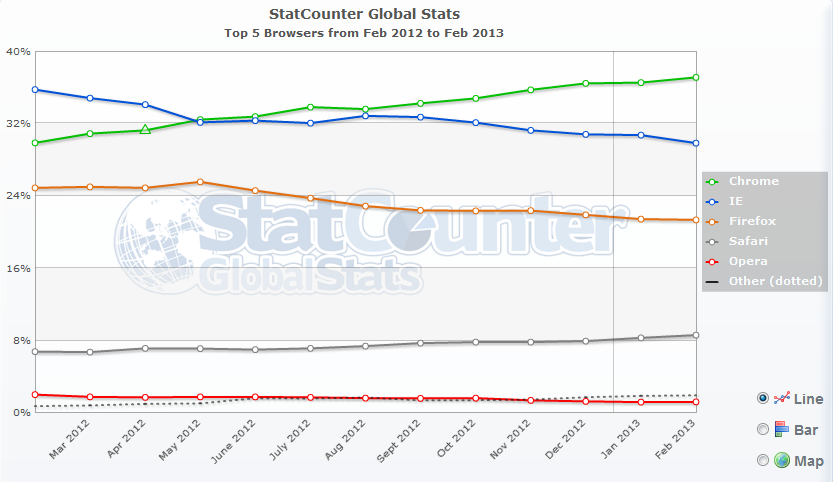 StatCounter Global Stats
Top 5 Browsers from Feb 2012 to Feb 2013
40%
32%
24%
16%
8%
0%
StatCounter
GlobalStats
Mar 2012
Apr 2012
May 2012
June 2012
July 2012
Aug 2012
Sept 2012
Oct 2012
Nov 2012
Dec 2012
Jan 2013
Feb 2013
Chrome
IE
Firefox
Safari
Opera
Other (dotted)
Line
Bar
Map